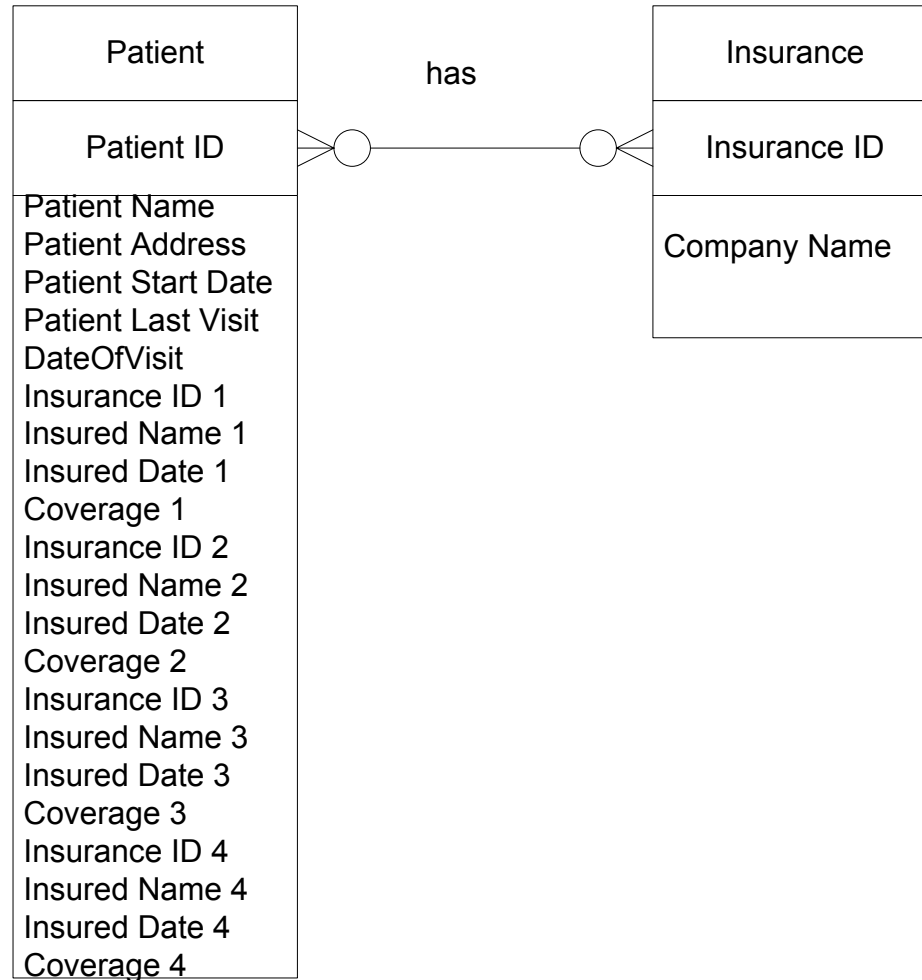 Patient
has
Insurance
Patient ID
Insurance ID
Patient Name
Patient Address
Patient Start Date
Patient Last Visit
DateOfVisit
Insurance ID 1
Insured Name 1
Insured Date 1
Coverage 1
Insurance ID 2
Insured Name 2
Insured Date 2
Coverage 2
Insurance ID 3
Insured Name 3
Insured Date 3
Coverage 3
Insurance ID 4
Insured Name 4
Insured Date 4
Coverage 4
Company Name